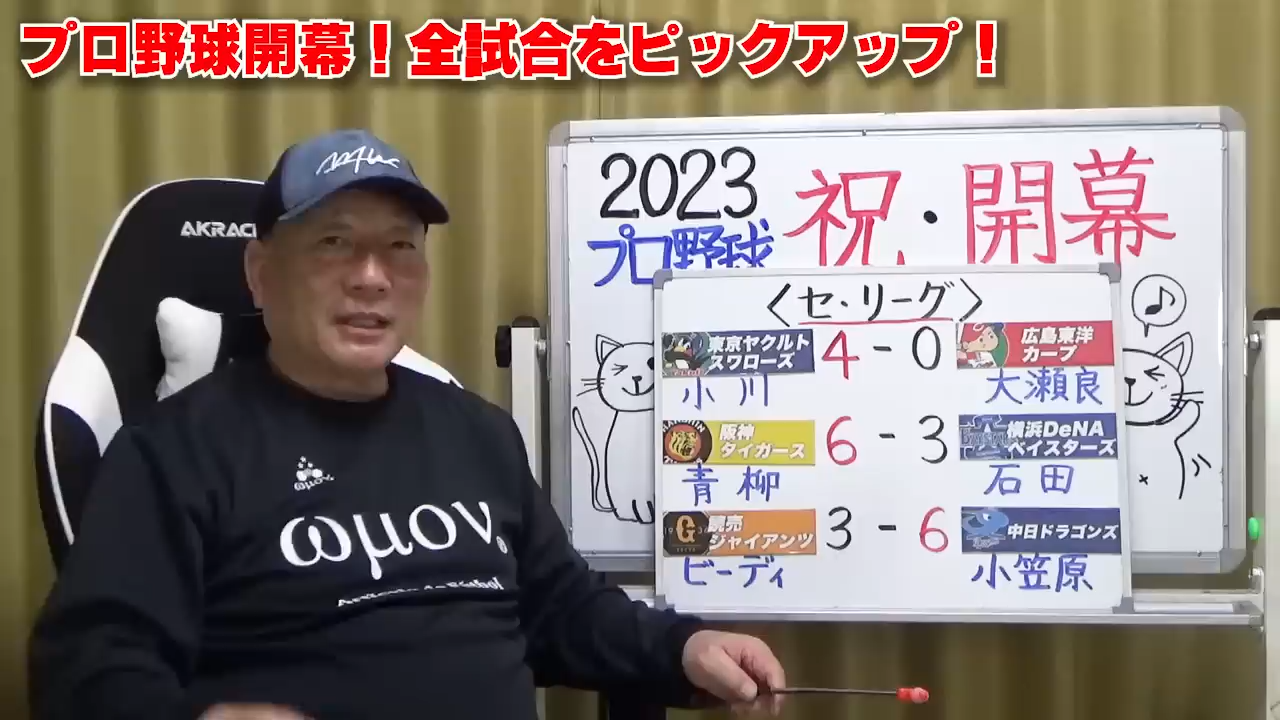 プロ野球開幕！全試合をピックアップ！
AKRAC
2023
プロ野球
祝・開幕
〈セ・リーグ〉
東京ヤクルト
スワローズ
4 - 0
広島東洋
カープ
小川
大瀬良
阪神
タイガース
6 - 3
横浜DeNA
ベイスターズ
青柳
石田
読売
ジャイアンツ
3 - 6
中日ドラゴンズ
ビーディ
小笠原
ωμον
ωμον